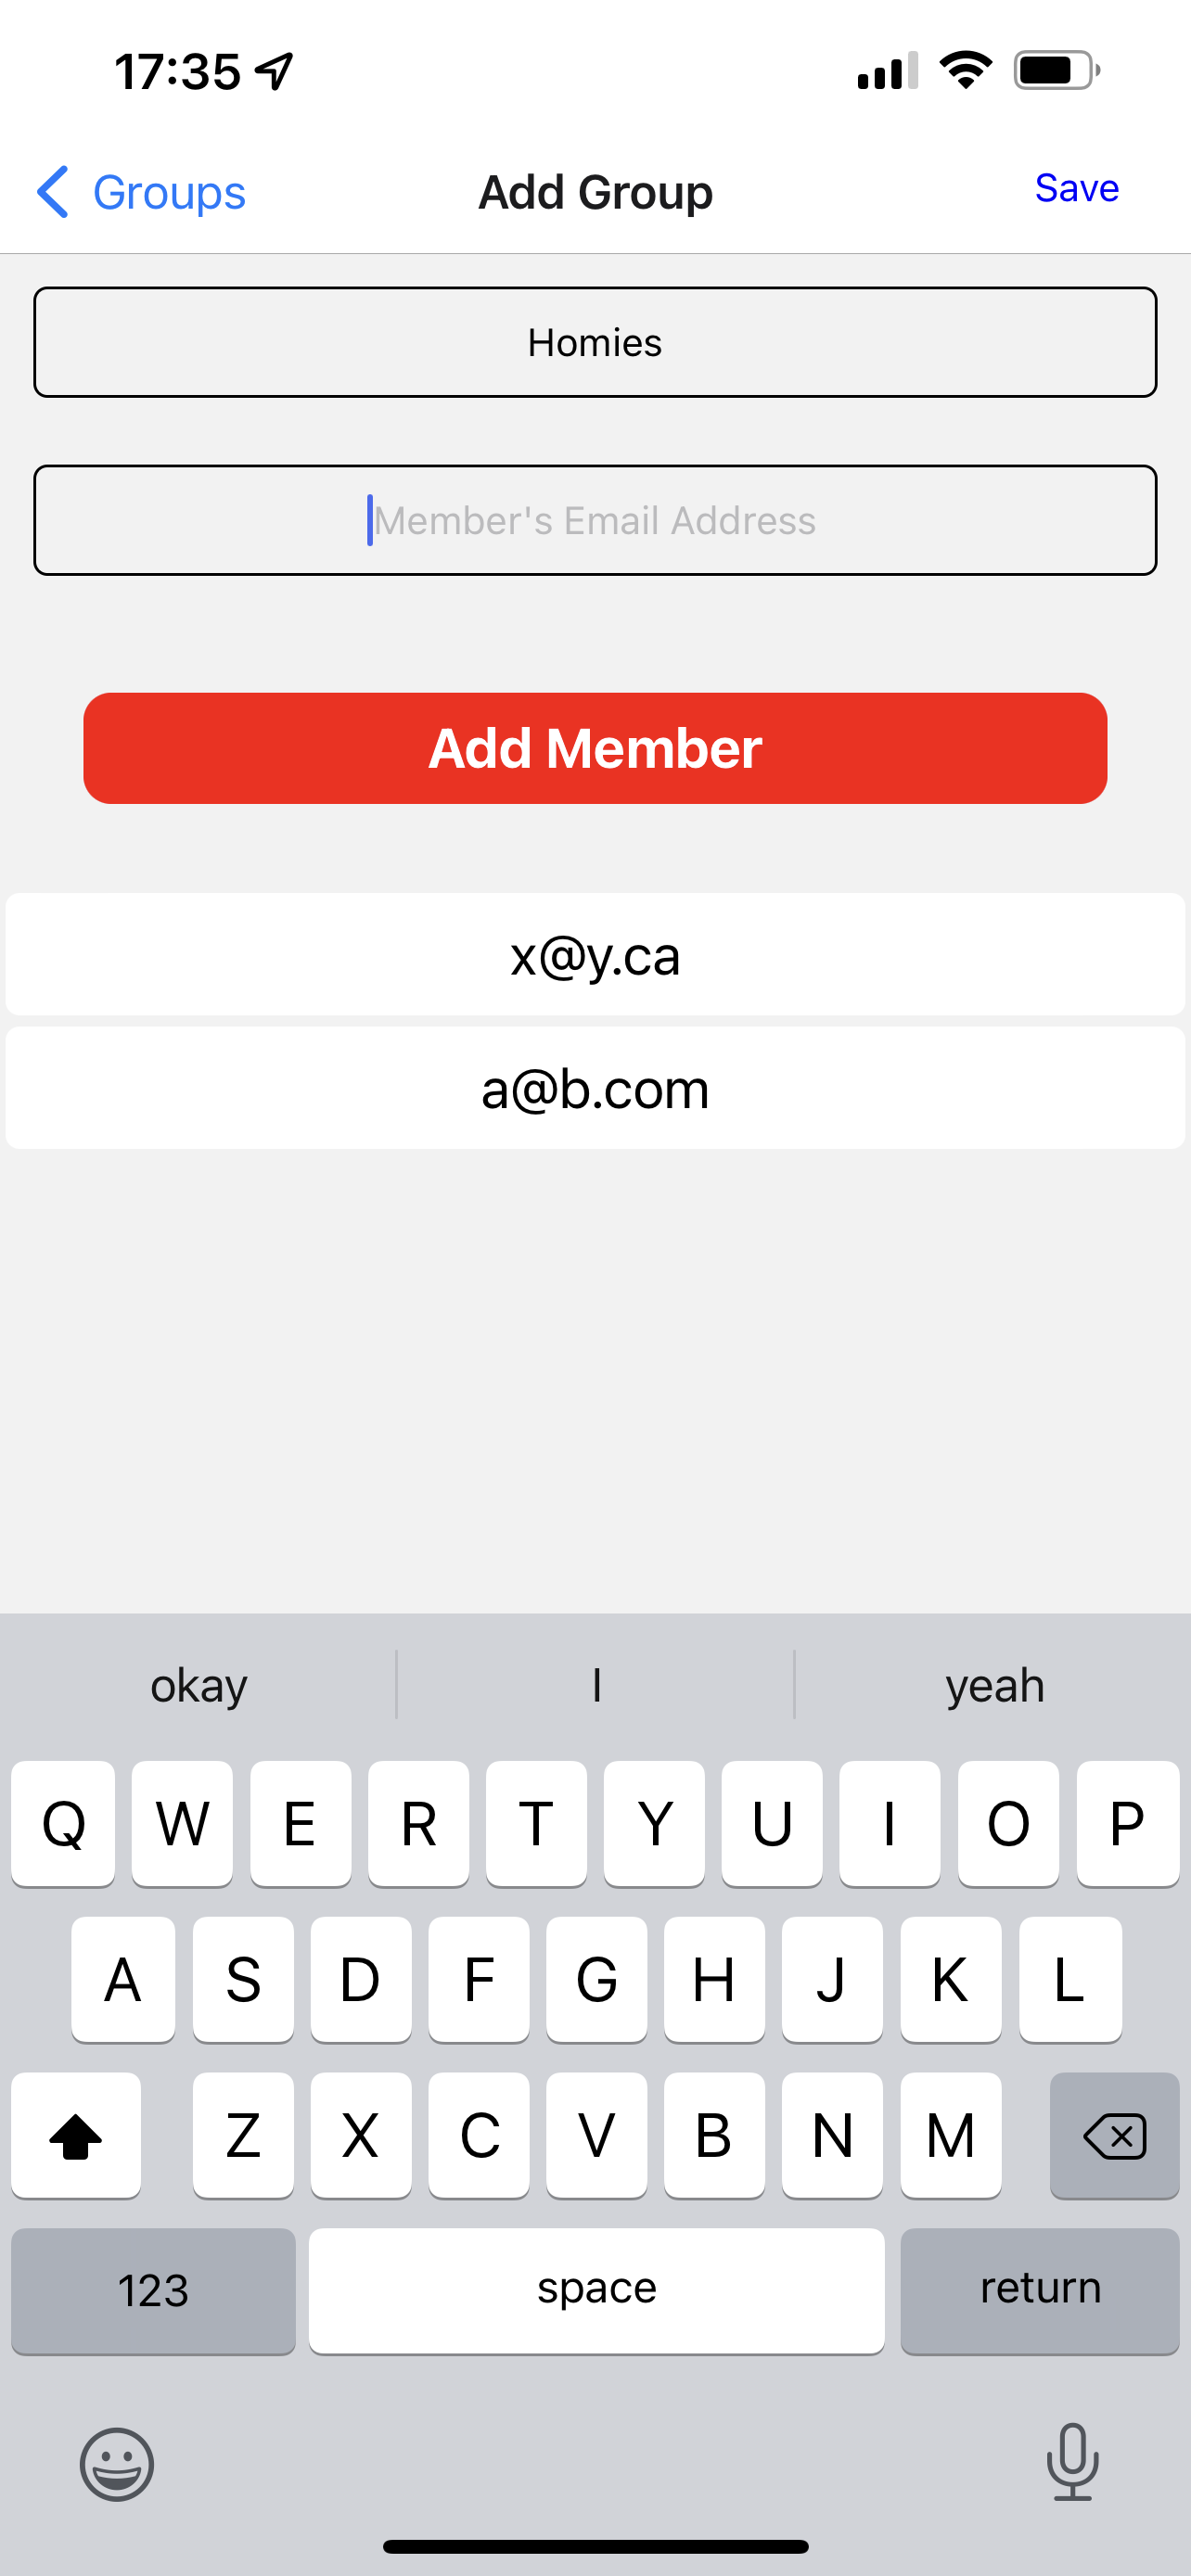 17:35
Groups Add Group Save
Homies
Member's Email Address
Add Member
x@y.ca
a@b.com
okay I yeah
Q W E R T Y U I O P
A S D F G H J K L
Z X C V B N M
123 space return